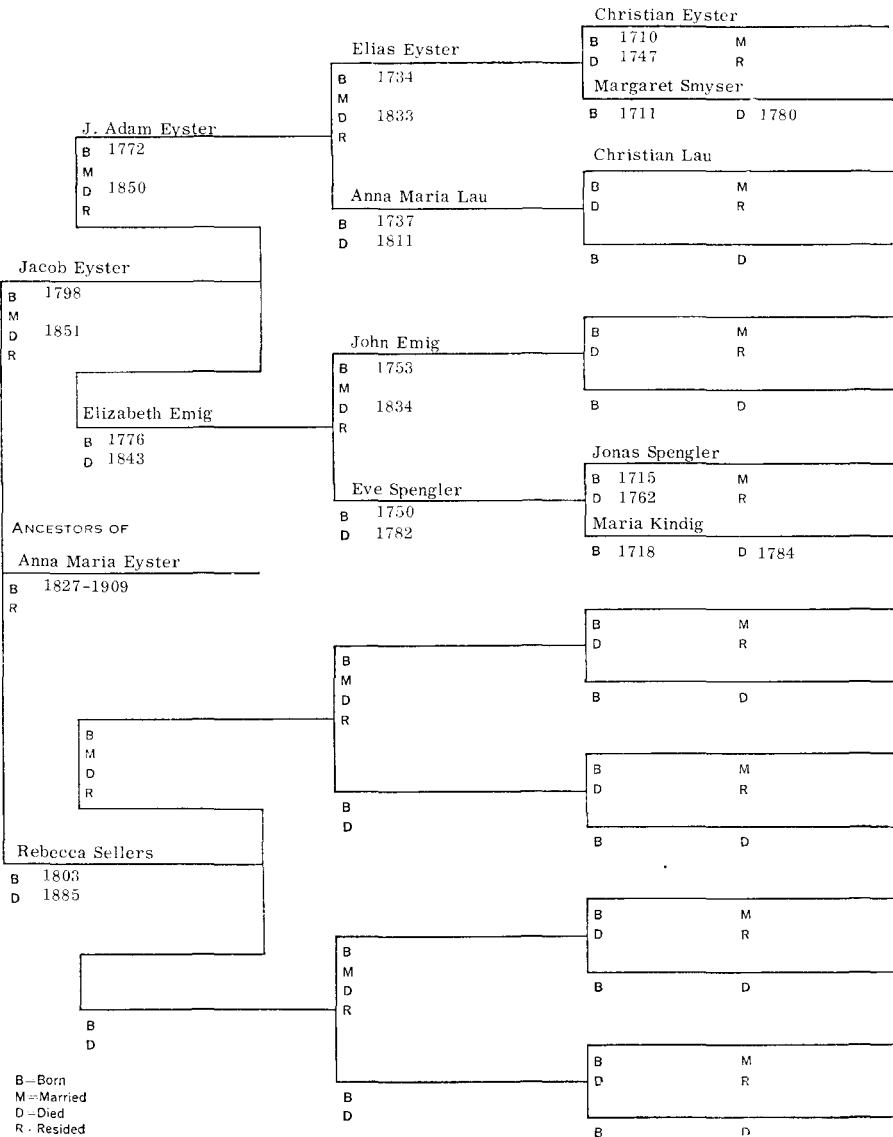 Christian Eyster
B 1710 M
D 1747 R
Elias Eyster
B 1734
M
D 1833
R
Margaret Smyser
B 1711 D 1780
J. Adam Eyster
B 1772
M
D 1850
R
Christian Lau
B M
D R
Anna Maria Lau
B 1737
D 1811
B D
Jacob Eyster
B 1798
M
D 1851
R
B M
D R
John Emig
B 1753
M
D 1834
R
B D
Elizabeth Emig
B 1776
D 1843
Jonas Spengler
B 1715 M
D 1762 R
Eve Spengler
B 1750
D 1782
Maria Kindig
B 1718 D 1784
ANCESTORS OF
Anna Maria Eyster
B 1827-1909
R
B M
D R
B
M
D
R
B D
B
M
D
R
B M
D R
B
D
B D
Rebecca Sellers
B 1803
D 1885
B M
D R
B
M
D
R
B D
B
D
B M
D R
B
D
B D
B=Born
M=Married
D=Died
R-Resided